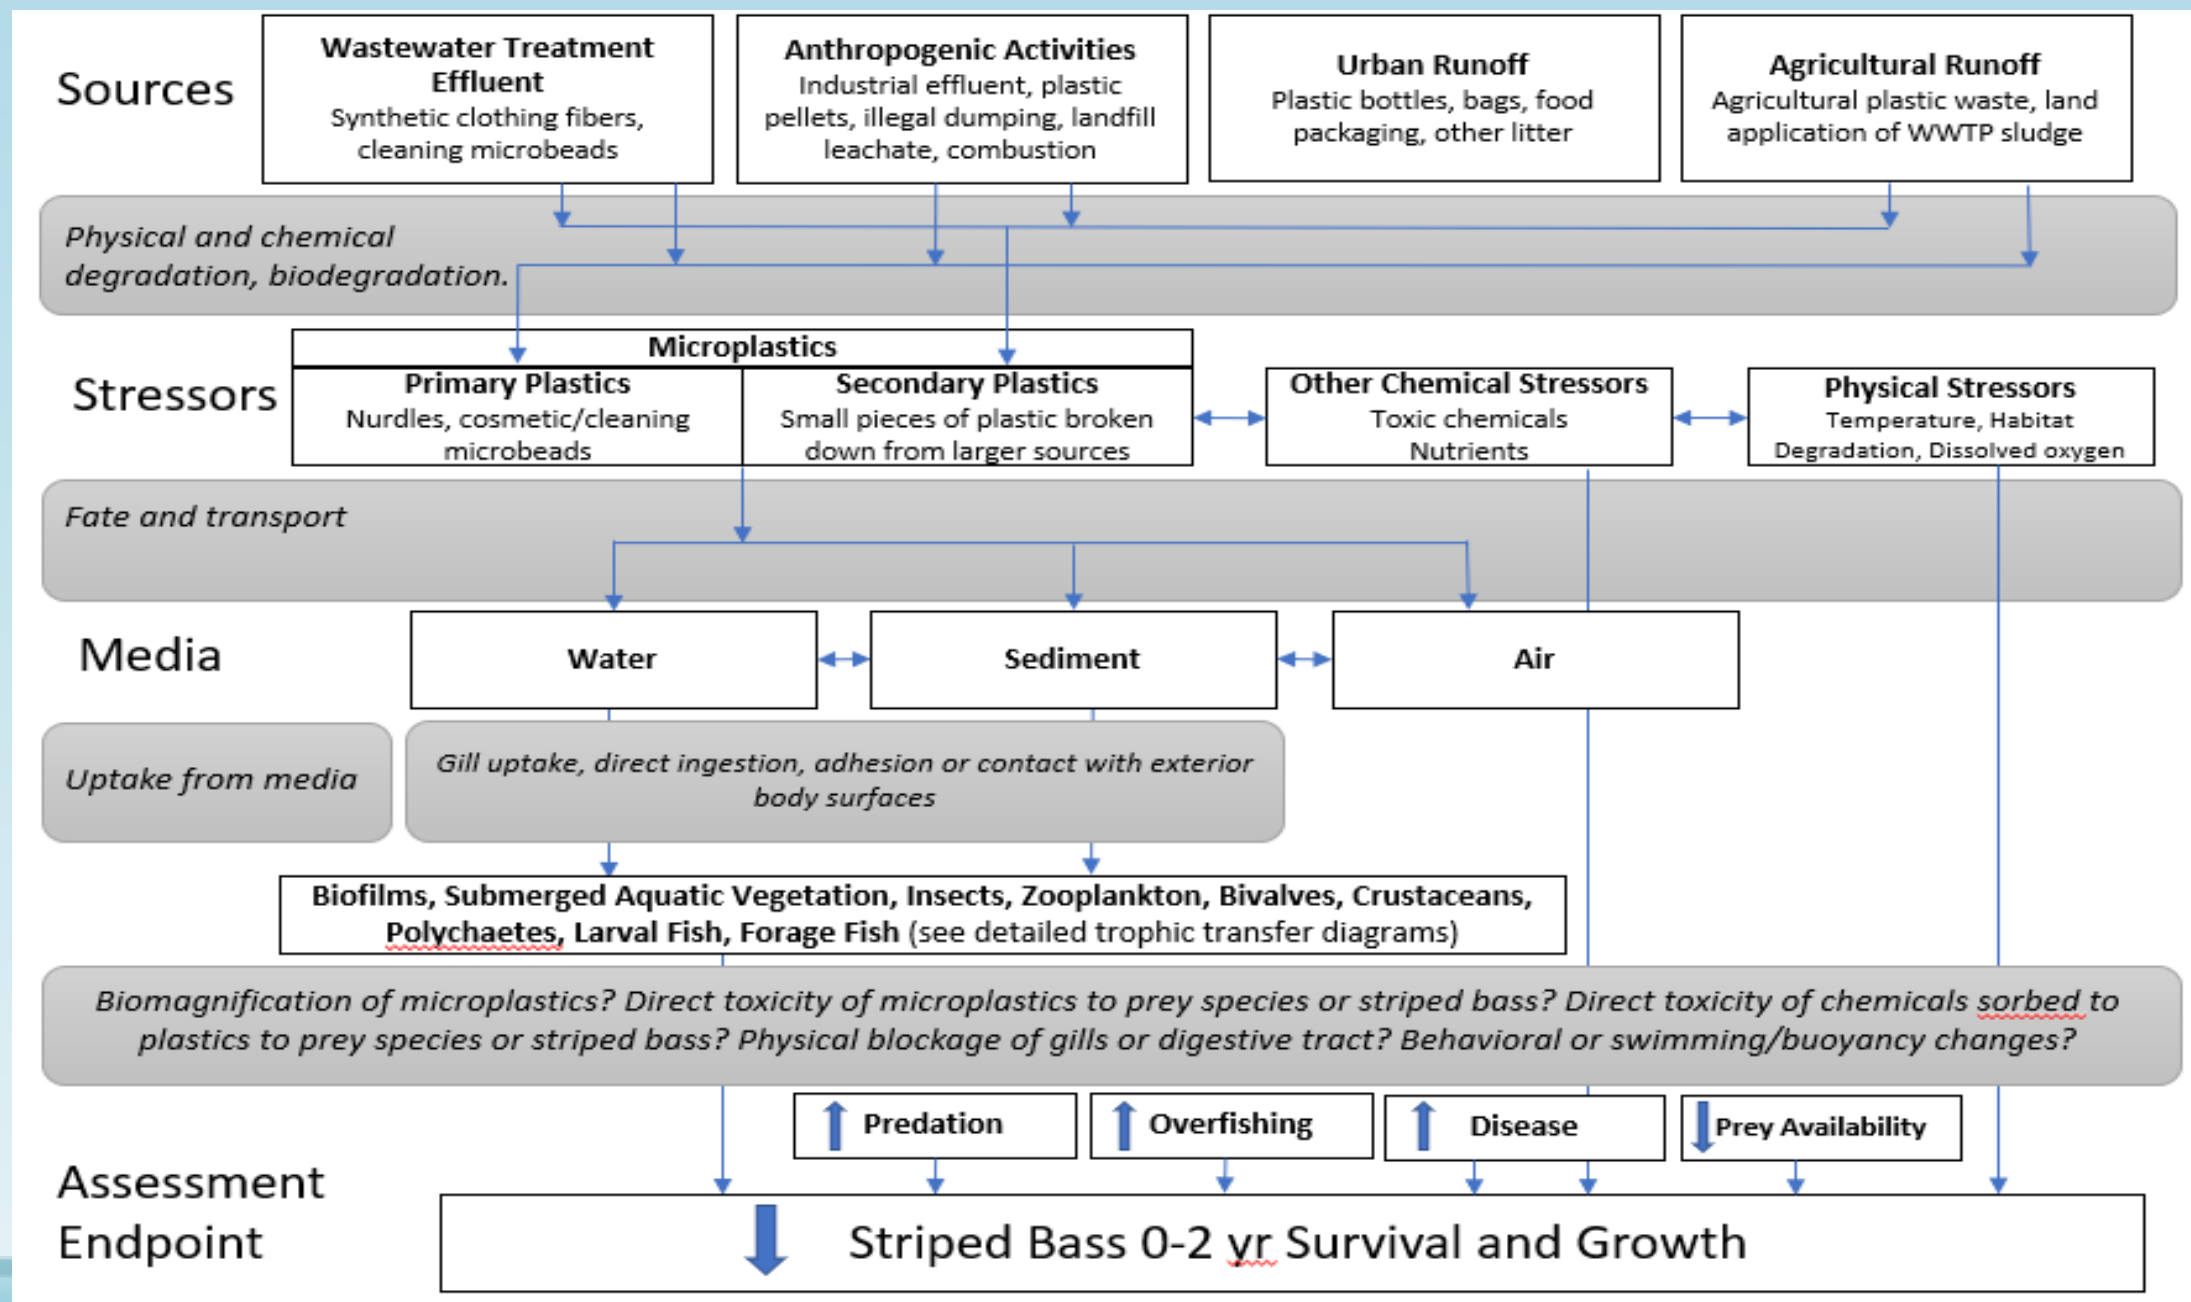 Sources
Wastewater Treatment
Effluent
Synthetic clothing fibers,
cleaning microbeads
Anthropogenic Activities
Industrial effluent, plastic
pellets, illegal dumping, landfill
leachate, combustion
Urban Runoff
Plastic bottles, bags, food
packaging, other litter
Agricultural Runoff
Agricultural plastic waste, land
application of WWTP sludge
Physical and chemical
degradation, biodegradation.
Stressors
Microplastics
Primary Plastics
Nurdles, cosmetic/cleaning
microbeads
Secondary Plastics
Small pieces of plastic broken
down from larger sources
Other Chemical Stressors
Toxic chemicals
Nutrients
Physical Stressors
Temperature, Habitat
Degradation, Dissolved oxygen
Fate and transport
Media
Water
Sediment
Air
Uptake from media
Gill uptake, direct ingestion, adhesion or contact with exterior
body surfaces
Biofilms, Submerged Aquatic Vegetation, Insects, Zooplankton, Bivalves, Crustaceans,
Polychaetes, Larval Fish, Forage Fish (see detailed trophic transfer diagrams)
Biomagnification of microplastics? Direct toxicity of microplastics to prey species or striped bass? Direct toxicity of chemicals sorbed to
plastics to prey species or striped bass? Physical blockage of gills or digestive tract? Behavioral or swimming/buoyancy changes?
Predation
Overfishing
Disease
Prey Availability
Assessment
Endpoint
Striped Bass 0-2 yr Survival and Growth